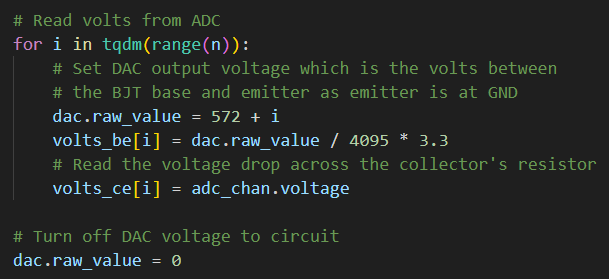 # Read volts from ADC
for i in tqdm(range(n)):
    # Set DAC output voltage which is the volts between
    # the BJT base and emitter as emitter is at GND
    dac.raw_value = 572 + i
    volts_be[i] = dac.raw_value / 4095 * 3.3
    # Read the voltage drop across the collector's resistor
    volts_ce[i] = adc_chan.voltage

# Turn off DAC voltage to circuit
dac.raw_value = 0